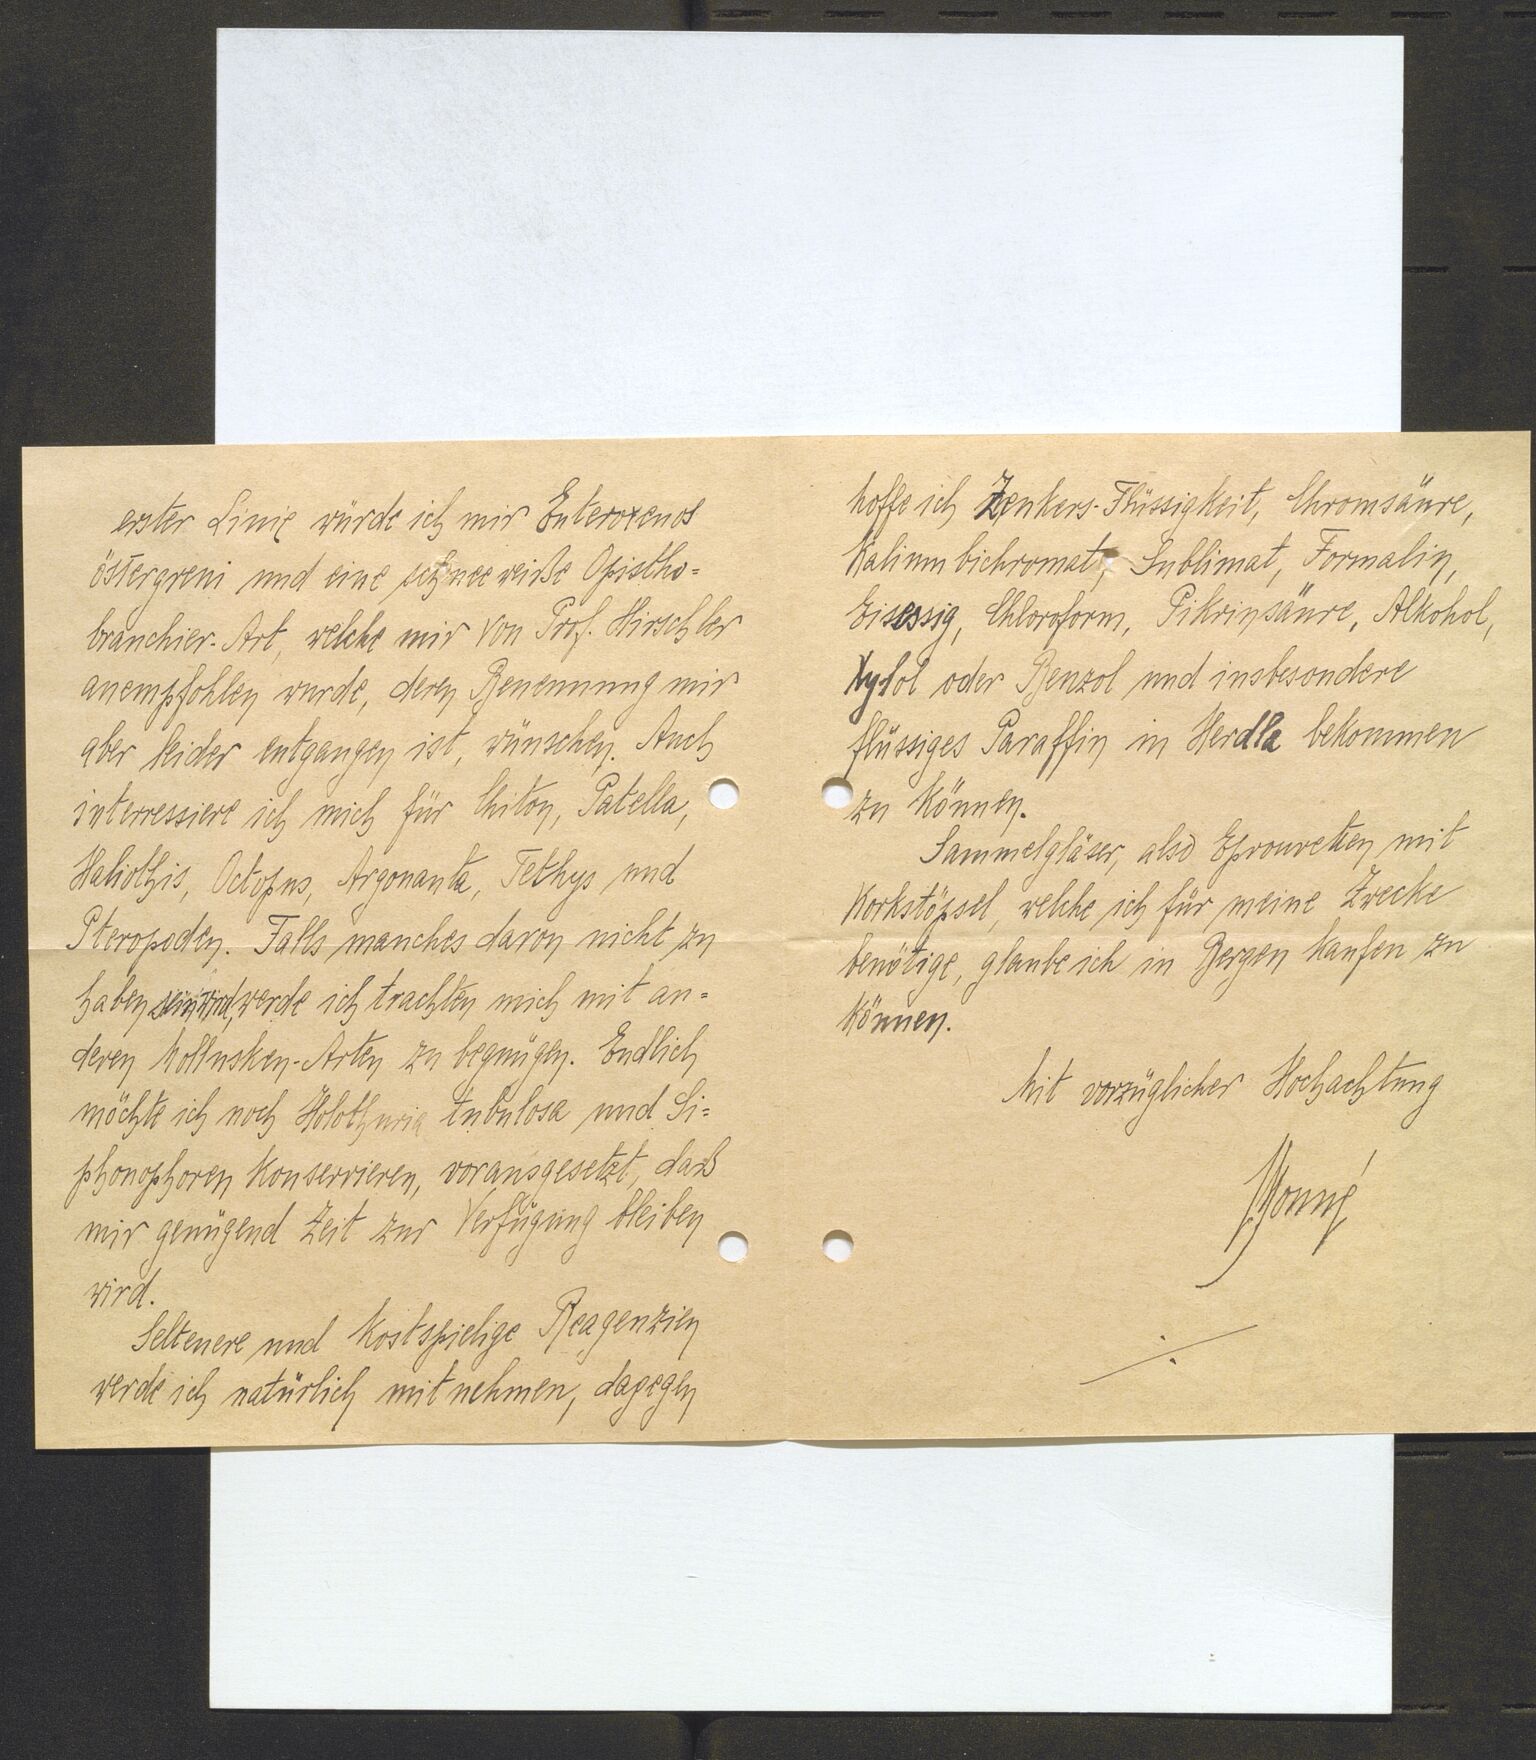 erster Linie würde ich mir Enteroxenos
östergreni und eine schneeweiße Opistho=
branchier-Art, welche mir von Prof. Hirschler
anempfohlen wurde, deren Benennung mir
aber leider entgangen ist, wünschen. Auch
interressiere ich mich für Chiton, Patella,
Haliothis, Octopus, Argonauta, Tethys und
Pteropoden. Falls manches davon nicht zu
haben sein wird, werde ich trachten mich mit an=
deren Mollusken-Arten zu begnügen. Endlich
möchte ich noch Holothuria tubulosa und Si=
phonophoren konservieren, vorausgesetzt, daß
mir genügend Zeit zur Verfügung bleiben
wird.
Seltenere und kostspielige Reagenzien
werde ich natürlich mitnehmen, dagegen
hoffe ich Zenkers-Flüssigkeit, Chromsäure,
Kalium bichromat, Sublimat, Formalin,
Eisessig, Chloroform, Pikrinsäure, Alkohol,
Xylol oder Benzol und insbesondere
flüssiges Paraffin in Herdla bekommen
zu können.
Sammelgläser, also Eprouvetten mit
Korkstöpsel, welche ich für meine Zwecke
benötige, glaube ich in Bergen kaufen zu
können.
Mit vorzüglicher Hochachtung
Monné